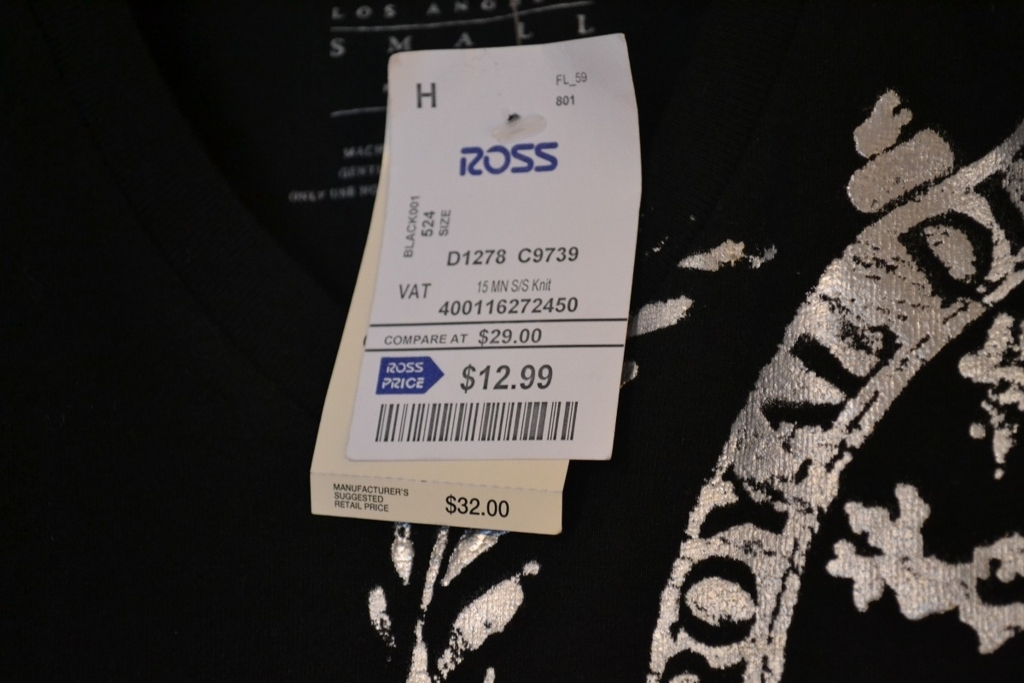 LOS
SMALL
H
FL_59
801
ROSS
BLACK001
524
SIZE
D1278 C9739
VAT
15 MN S/S Knit
400116272450
COMPARE AT $29.00
ROSS
PRICE
$12.99
MANUFACTURER'S
SUGGESTED
RETAIL PRICE
$32.00